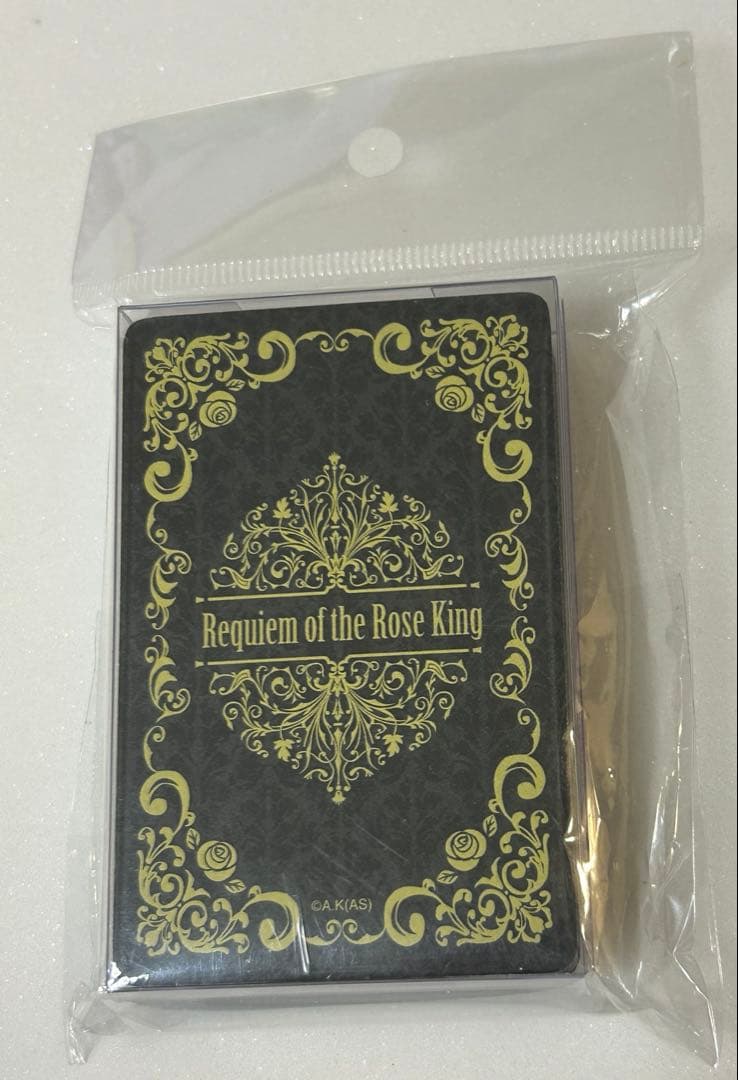 Requiem of the Rose King
©A.K(AS)